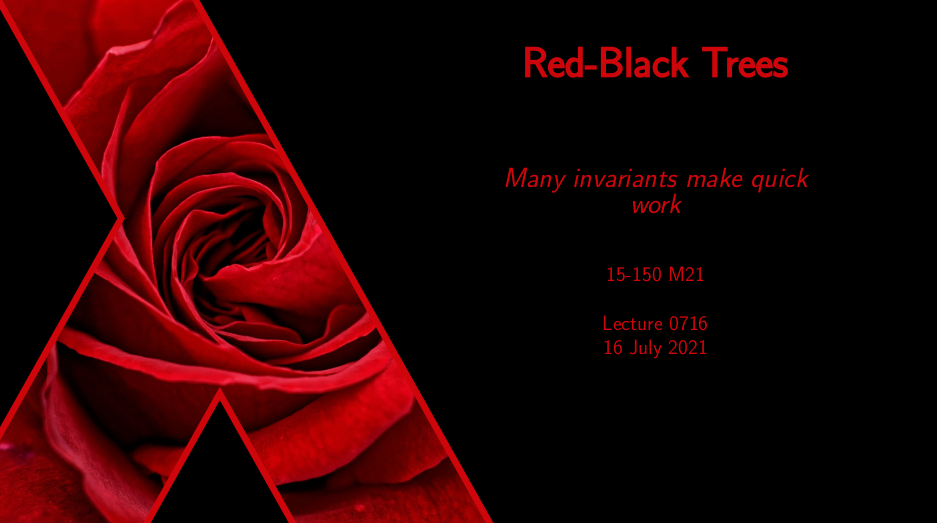 Red-Black Trees
Many invariants make quick
work
15-150 M21
Lecture 0716
16 July 2021